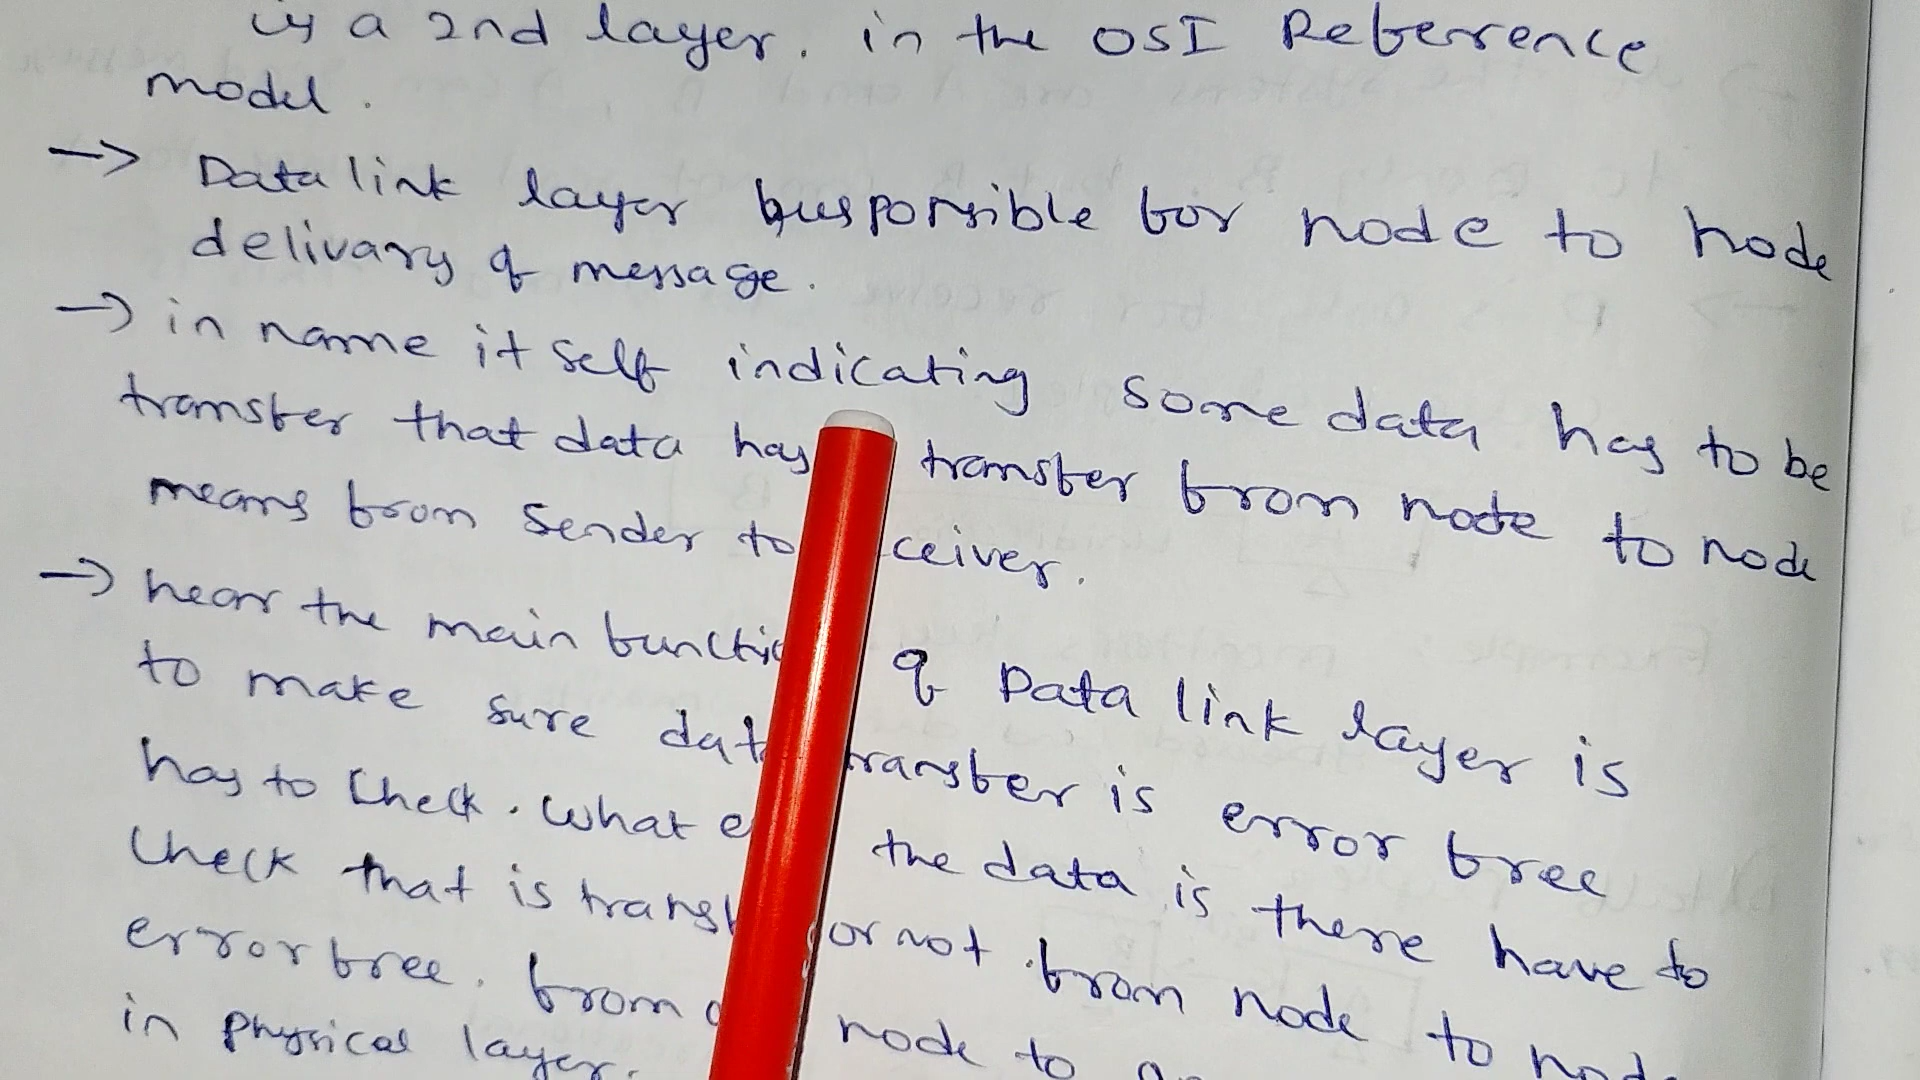 is a 2nd layer. in the OSI Reference
model.
-> Data link layer responsible for node to node
delivary of message.
-> in name it self indicating some data has to be
transfer that data has transfer from node to node
means from sender to ceiver.
-> hear the main functio of Data link layer is
to make sure dat ransfer is error free
has to check. what e the data is there have to
check that is transf or not from node to node
error free. from node to
in physical layer.